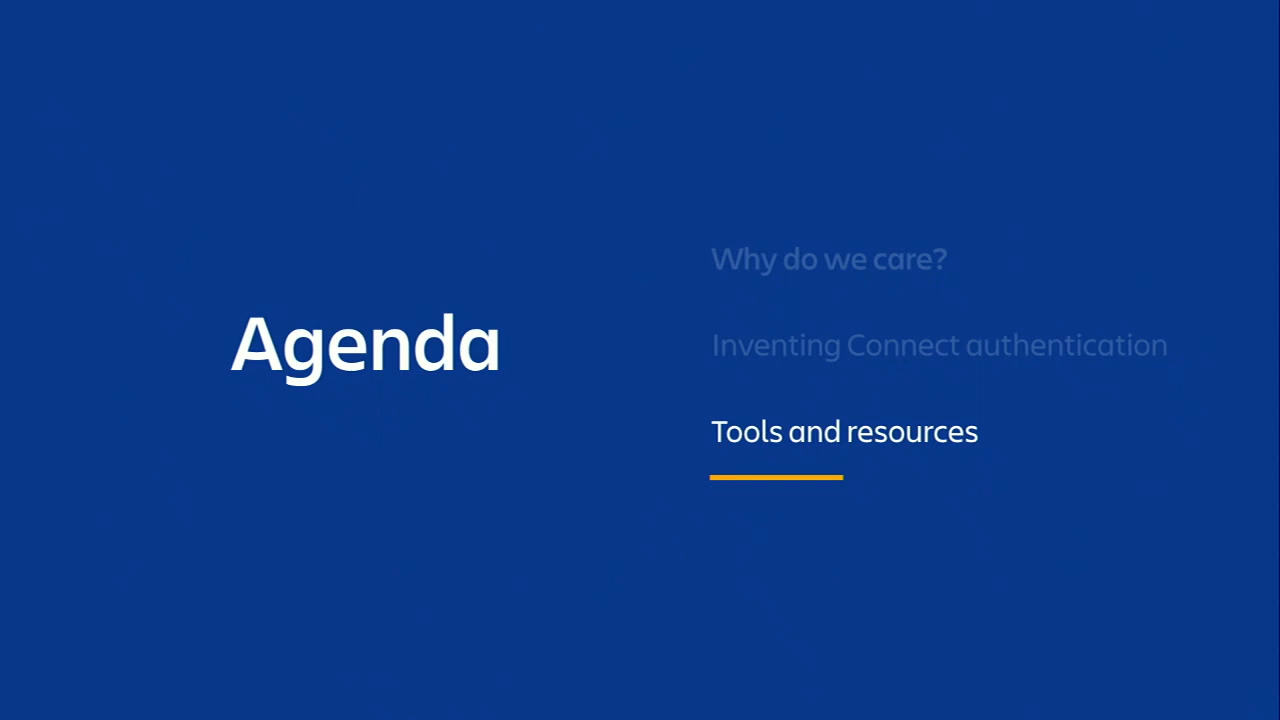 Agenda
Why do we care?
Inventing Connect authentication
Tools and resources